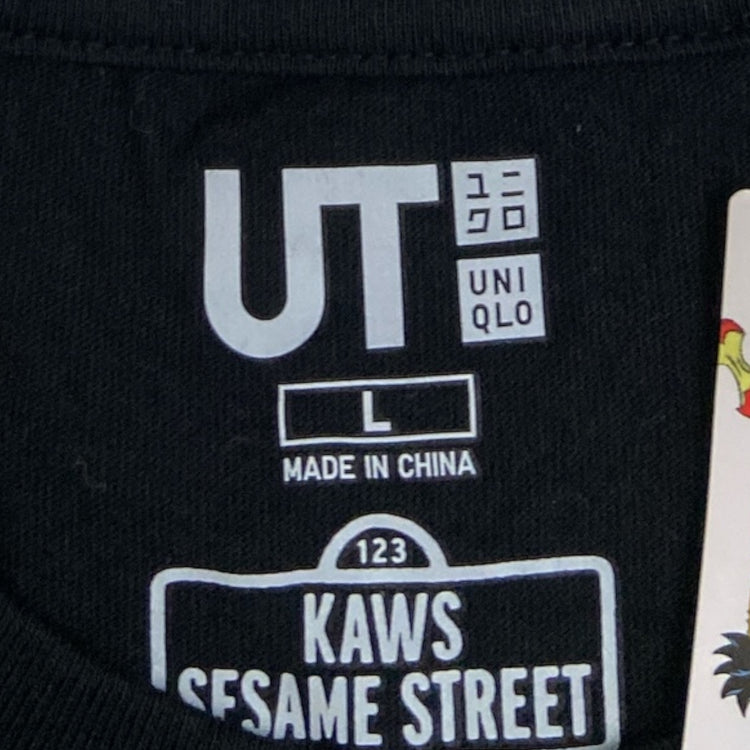 UT
ユニ
クロ
UNI
QLO
L
MADE IN CHINA
123
KAWS
SESAME STREET